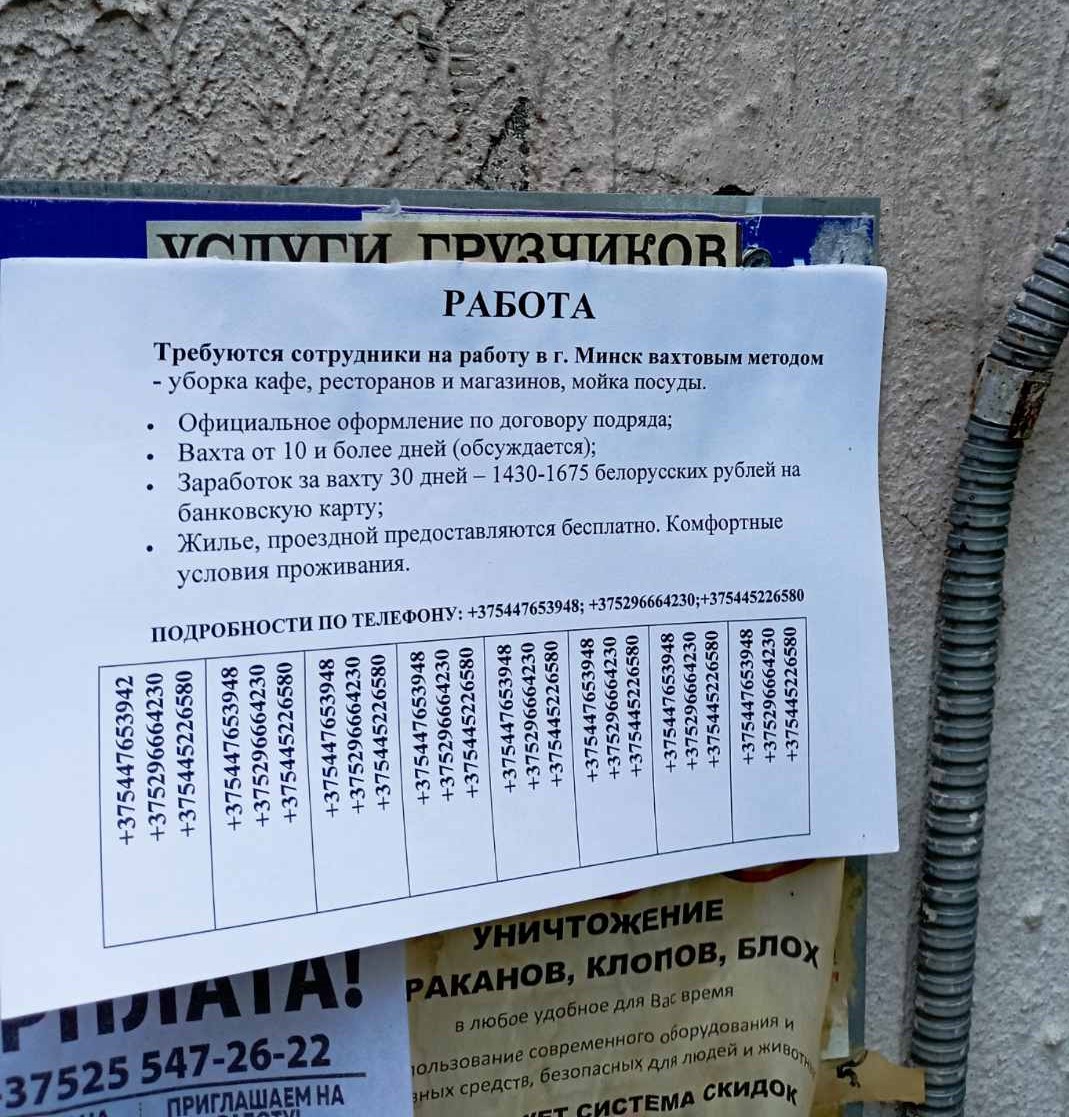 УСЛУГИ ГРУЗЧИКОВ
РАБОТА
Требуются сотрудники на работу в г. Минск вахтовым методом
- уборка кафе, ресторанов и магазинов, мойка посуды.
• Официальное оформление по договору подряда;
• Вахта от 10 и более дней (обсуждается);
• Заработок за вахту 30 дней – 1430-1675 белорусских рублей на
банковскую карту;
• Жилье, проездной предоставляются бесплатно. Комфортные
условия проживания.
ПОДРОБНОСТИ ПО ТЕЛЕФОНУ: +375447653948; +375296664230;+375445226580
+375447653942
+375296664230
+375445226580
+375447653948
+375296664230
+375445226580
+375447653948
+375296664230
+375445226580
+375447653948
+375296664230
+375445226580
+375447653948
+375296664230
+375445226580
+375447653948
+375296664230
+375445226580
+375447653948
+375296664230
+375445226580
+375447653948
+375296664230
+375445226580
РПЛАТА!
37525 547-26-22
ПРИГЛАШАЕМ НА
УНИЧТОЖЕНИЕ
РАКАНОВ, КЛОПОВ, БЛОХ
в любое удобное для Вас время
пользование современного оборудования и
ных средств, безопасных для людей и животн
ЕТ СИСТЕМА СКИДОК